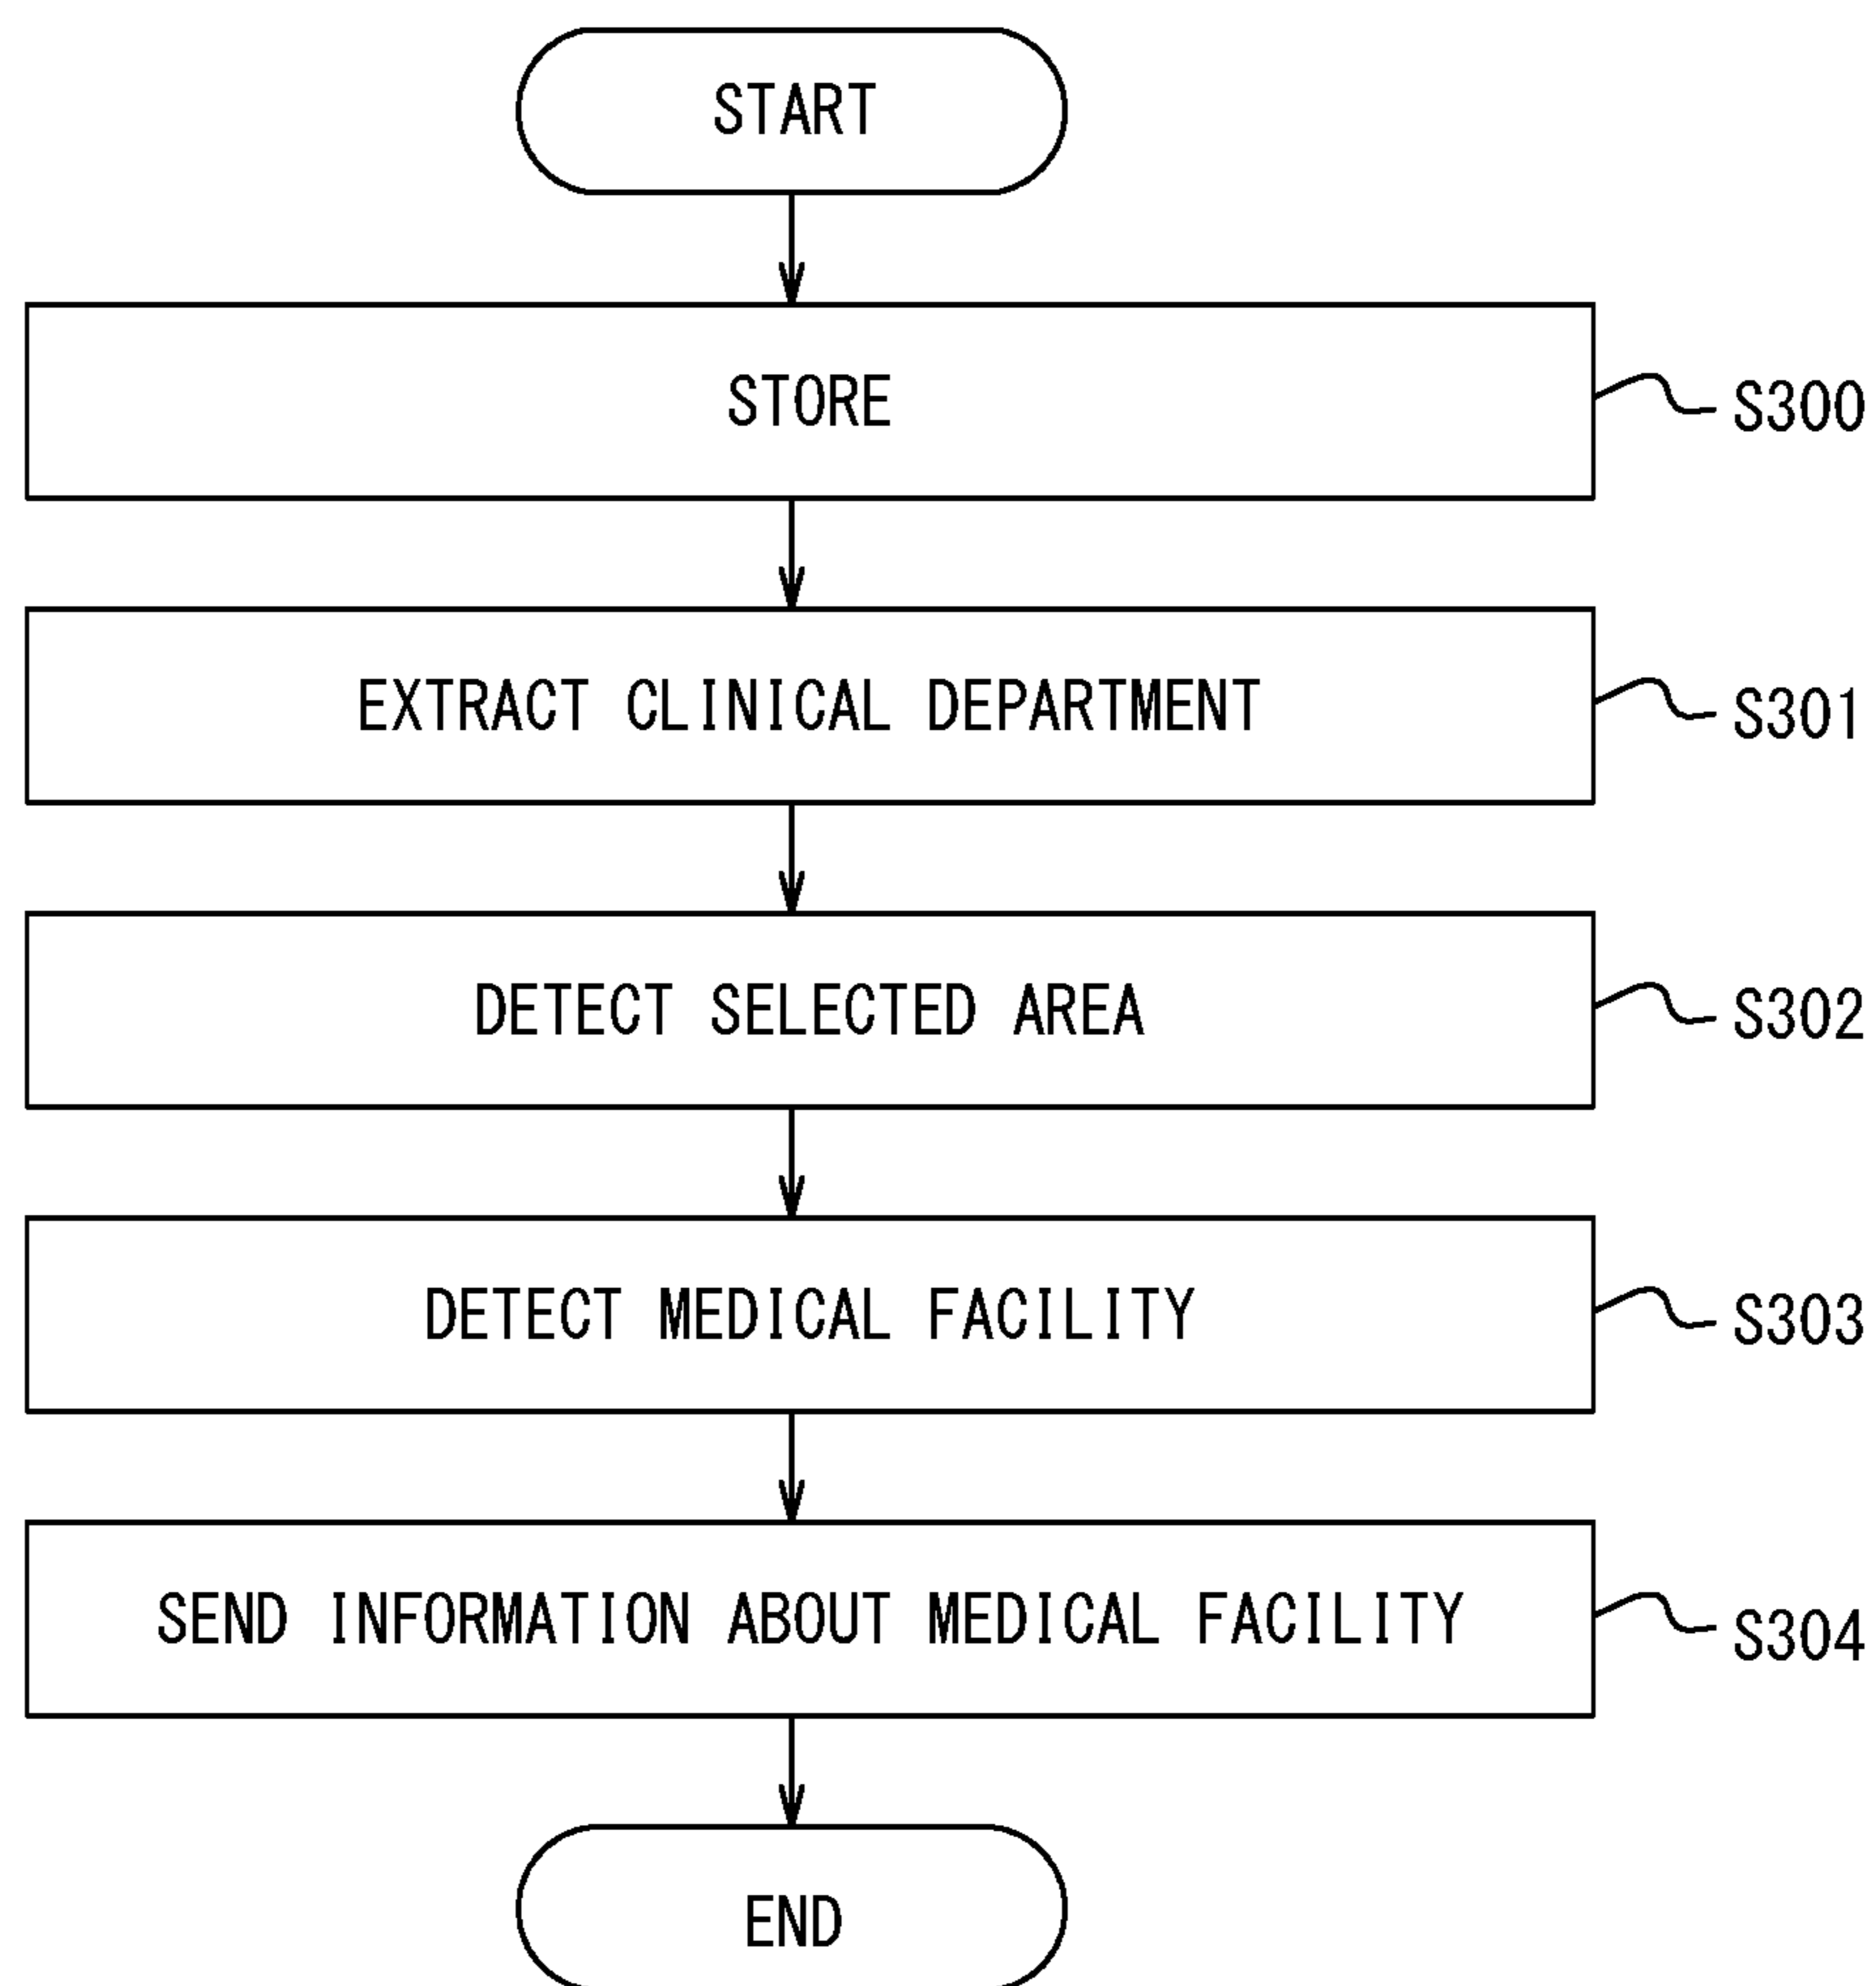 START
STORE
S300
EXTRACT CLINICAL DEPARTMENT
S301
DETECT SELECTED AREA
S302
DETECT MEDICAL FACILITY
S303
SEND INFORMATION ABOUT MEDICAL FACILITY
S304
END